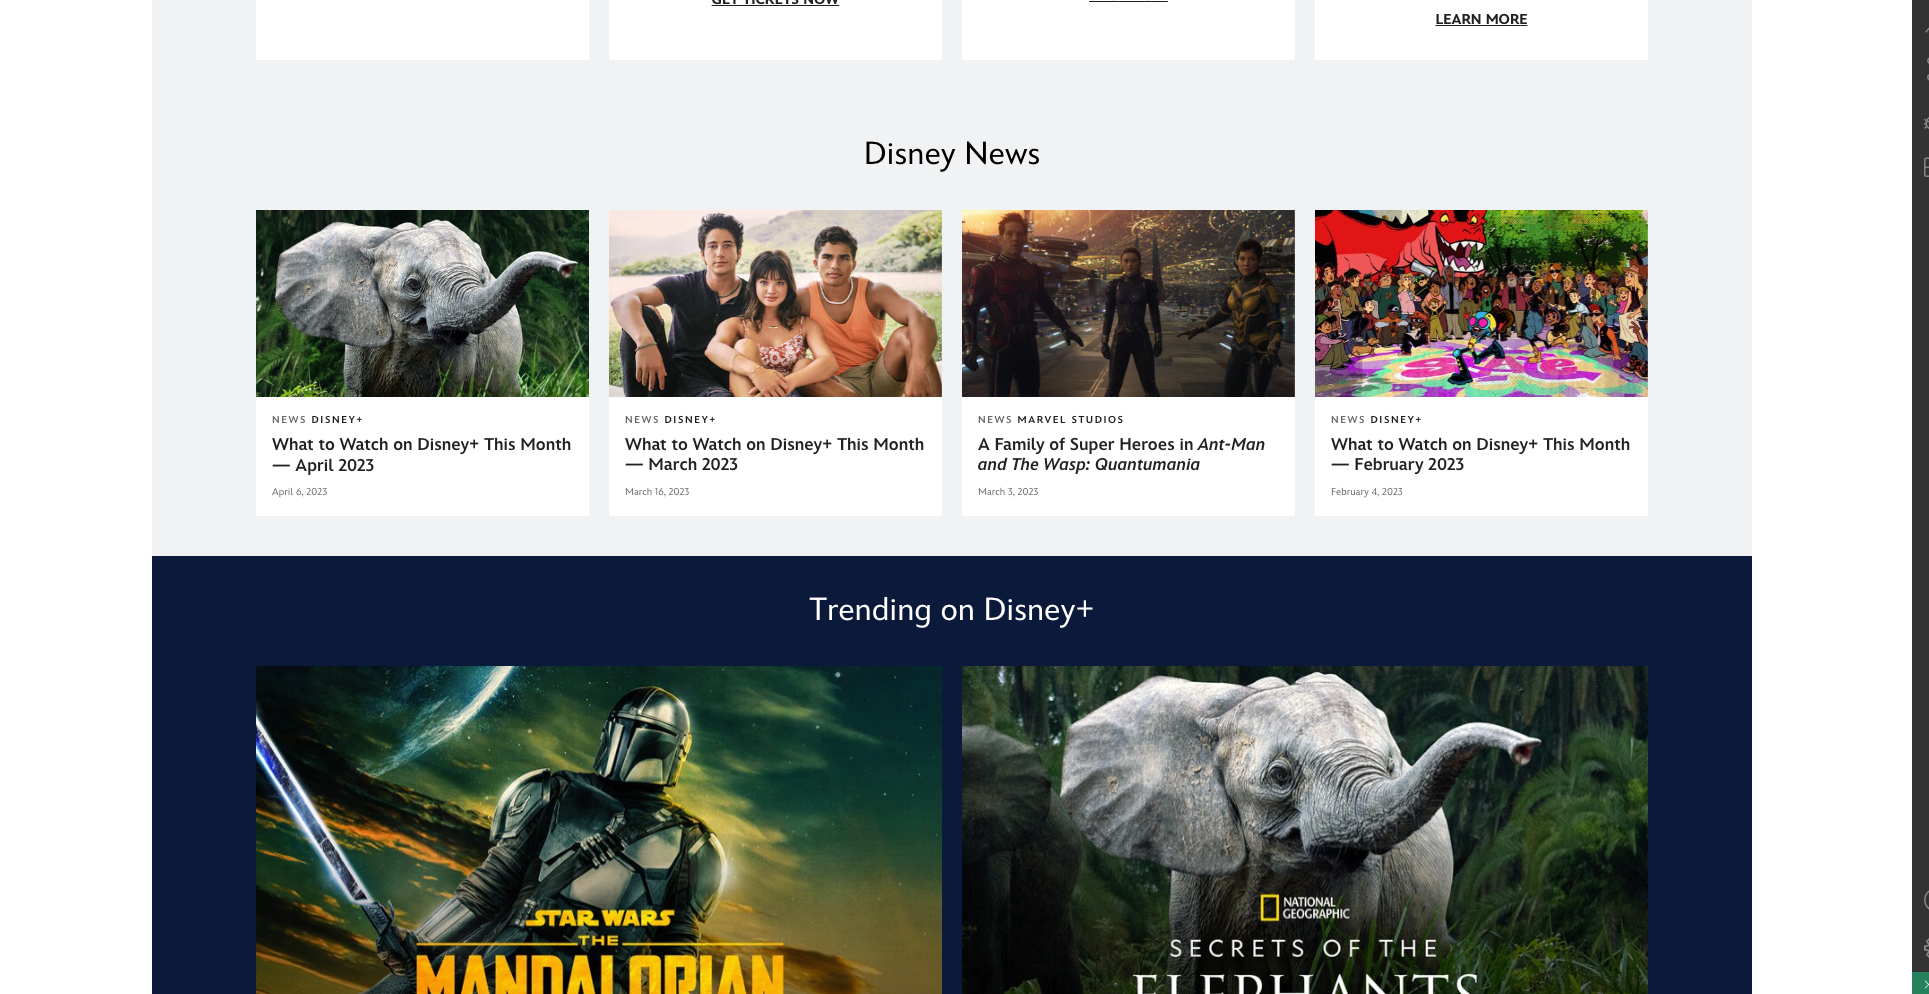 GET TICKETS NOW
LEARN MORE
Disney News
NEWS DISNEY+
What to Watch on Disney+ This Month
— April 2023
April 6, 2023
NEWS DISNEY+
What to Watch on Disney+ This Month
— March 2023
March 16, 2023
NEWS MARVEL STUDIOS
A Family of Super Heroes in Ant-Man
and The Wasp: Quantumania
March 3, 2023
NEWS DISNEY+
What to Watch on Disney+ This Month
— February 2023
February 4, 2023
Trending on Disney+
STAR WARS
THE
MANDALORIAN
NATIONAL
GEOGRAPHIC
SECRETS OF THE
ELEPHANTS